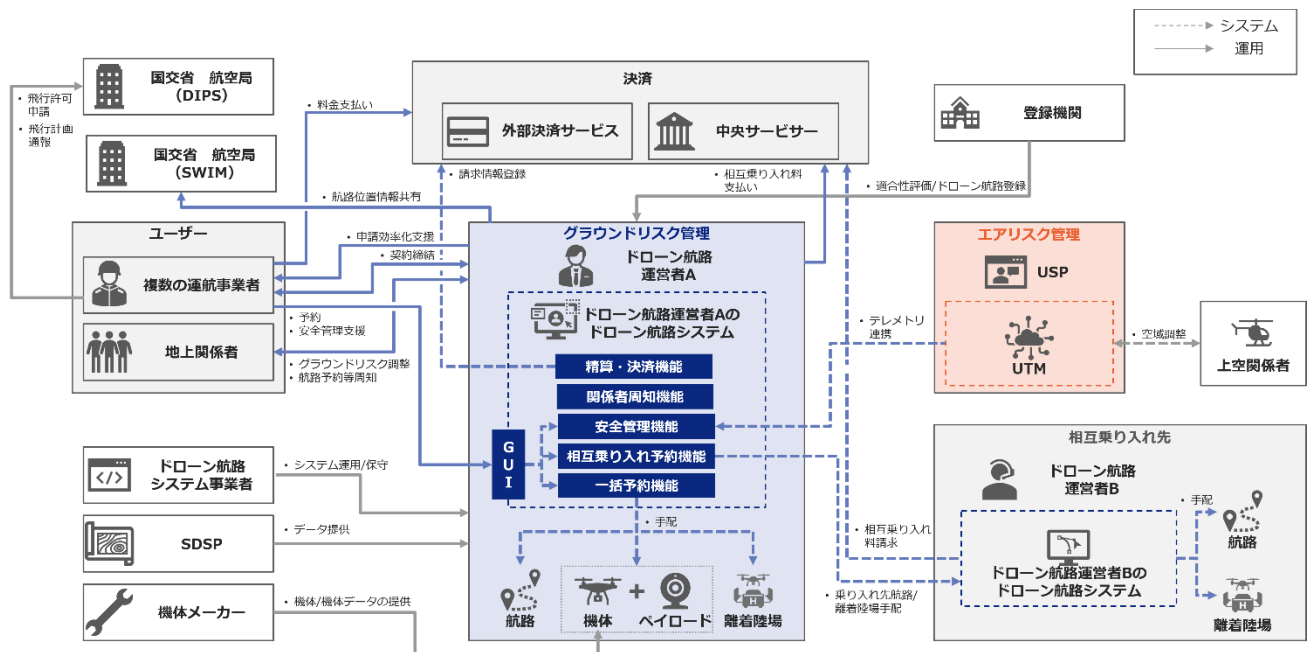 システム
運用
国交省 航空局
（DIPS）
• 飛行許可
申請
• 飛行計画
通報
国交省 航空局
（SWIM）
• 料金支払い
決済
外部決済サービス
中央サービサー
登録機関
• 請求情報登録
• 相互乗り入れ料
支払い
• 適合性評価/ドローン航路登録
• 航路位置情報共有
ユーザー
複数の運航事業者
地上関係者
• 申請効率化支援
• 契約締結
• 予約
• 安全管理支援
• グラウンドリスク調整
• 航路予約等周知
グラウンドリスク管理
ドローン航路
運営者A
ドローン航路運営者Aの
ドローン航路システム
精算・決済機能
関係者周知機能
安全管理機能
相互乗り入れ予約機能
一括予約機能
GUI
• 手配
航路
機体
+
ペイロード
離着陸場
エアリスク管理
USP
UTM
• テレメトリ
連携
• 空域調整
上空関係者
ドローン航路
システム事業者
• システム運用/保守
SDSP
• データ提供
機体メーカー
• 機体/機体データの提供
相互乗り入れ先
ドローン航路
運営者B
ドローン航路運営者Bの
ドローン航路システム
• 手配
航路
H
離着陸場
• 相互乗り入れ
料請求
• 乗り入れ先航路/
離着陸場手配